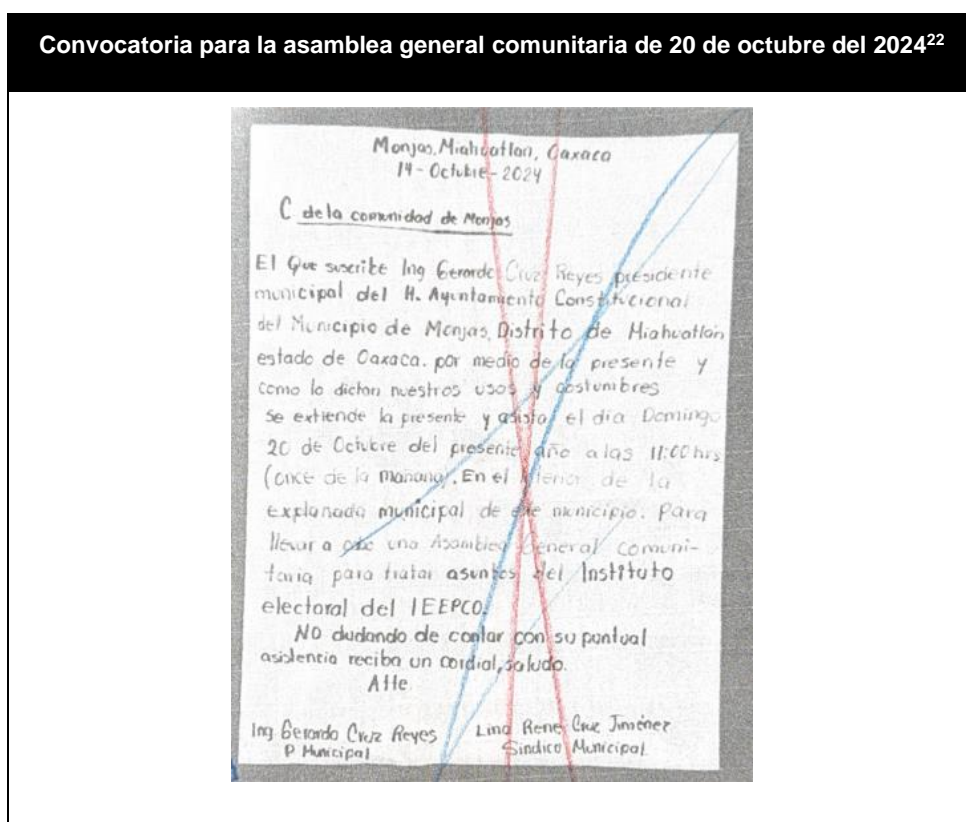 Convocatoria para la asamblea general comunitaria de 20 de octubre del 2024²²
Monjas, Miahuatlan, Oaxaca
14 - Octubre - 2024
C de la comunidad de Monjas
El Que suscribe Ing Gerardo Cruz Reyes presidente
municipal del H. Ayuntamiento Constitucional
del Municipio de Monjas, Distrito de Miahuatlán
estado de Oaxaca. por medio de la presente y
como lo dictan nuestros usos y costumbres
se extiende la presente y asista el día Domingo
20 de Octubre del presente año a las 11:00 hrs
(once de la mañana). En el interior de la
explanada municipal de este municipio. Para
llevar a cabo una Asamblea General Comuni-
taria para tratar asuntos del Instituto
electoral del IEEPCO.
NO dudando de contar con su puntual
asistencia reciba un cordial, saludo.
Atte
Ing Gerardo Cruz Reyes
P Municipal
Lino Rene Cruz Jiménez
Sindico Municipal